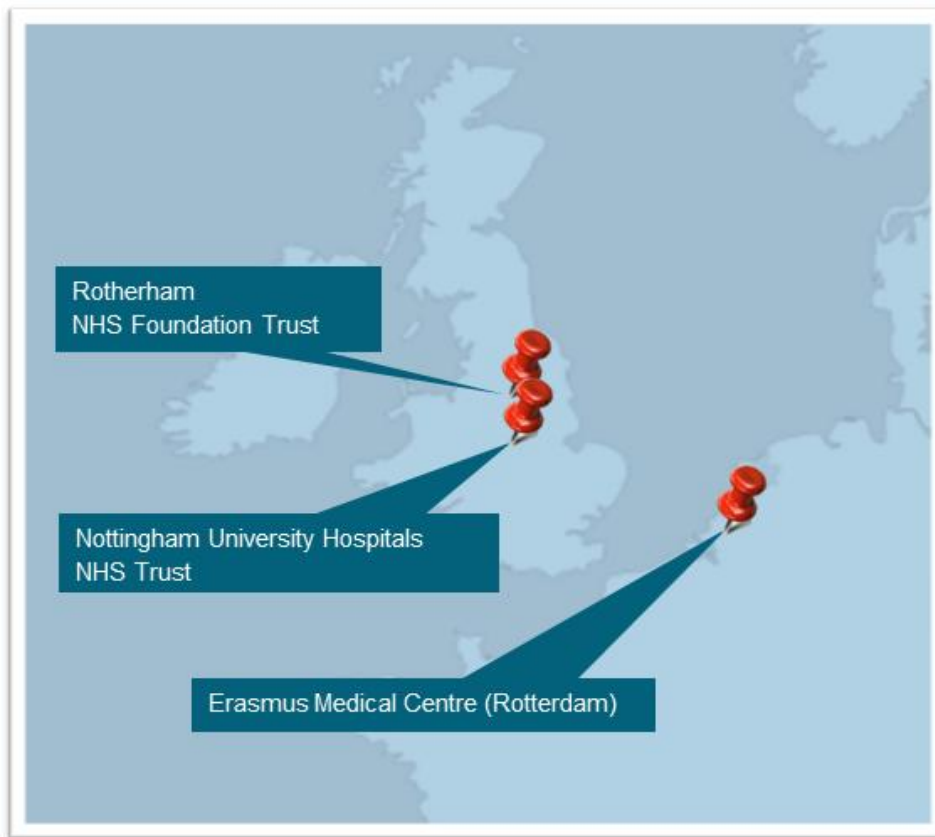 Rotherham
NHS Foundation Trust
Nottingham University Hospitals
NHS Trust
Erasmus Medical Centre (Rotterdam)